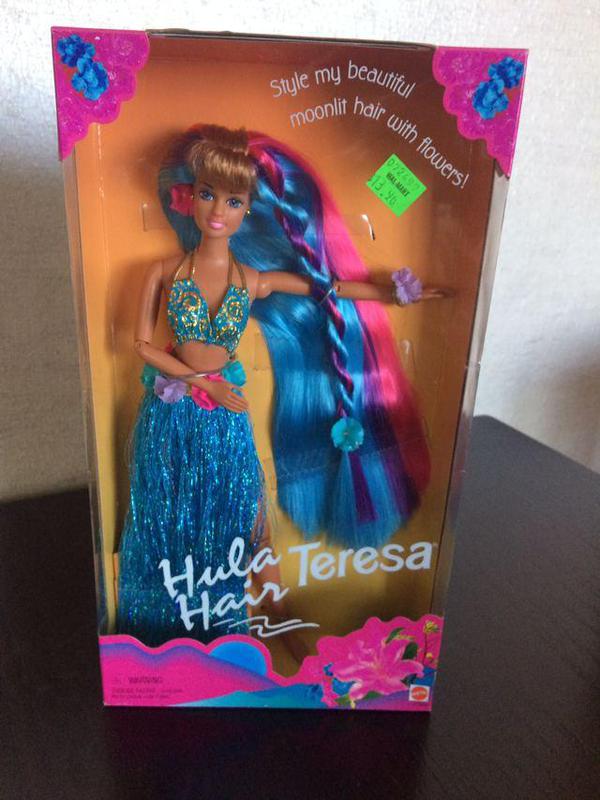 Style my beautiful
moonlit hair with flowers!
WAL-MART
Hula
Hair
Teresa
WARNING: